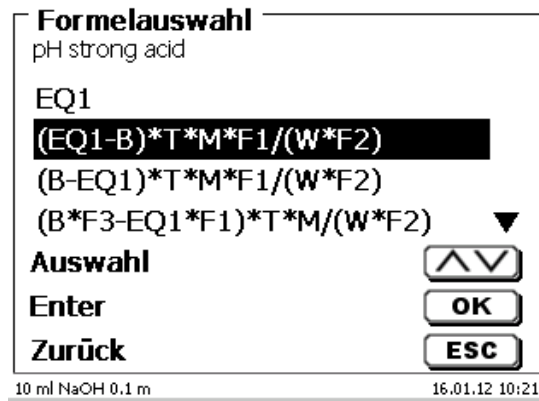 Formelauswahl
pH strong acid
EQ1
(EQ1-B)*T*M*F1/(W*F2)
(B-EQ1)*T*M*F1/(W*F2)
(B*F3-EQ1*F1)*T*M/(W*F2)
Auswahl
Enter OK
Zurück ESC
10 ml NaOH 0.1 m 16.01.12 10:21